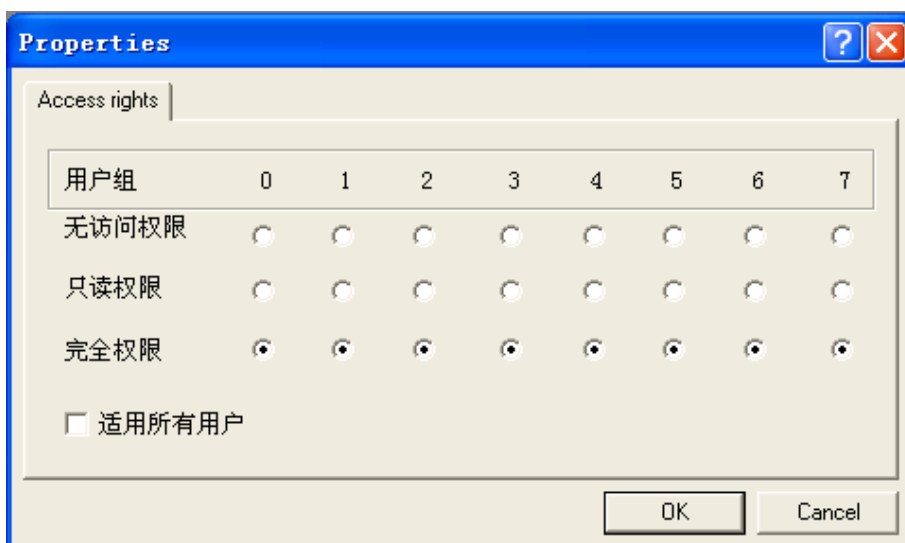 Properties
Access rights
用户组 0 1 2 3 4 5 6 7
无访问权限
只读权限
完全权限
适用所有用户
OK Cancel